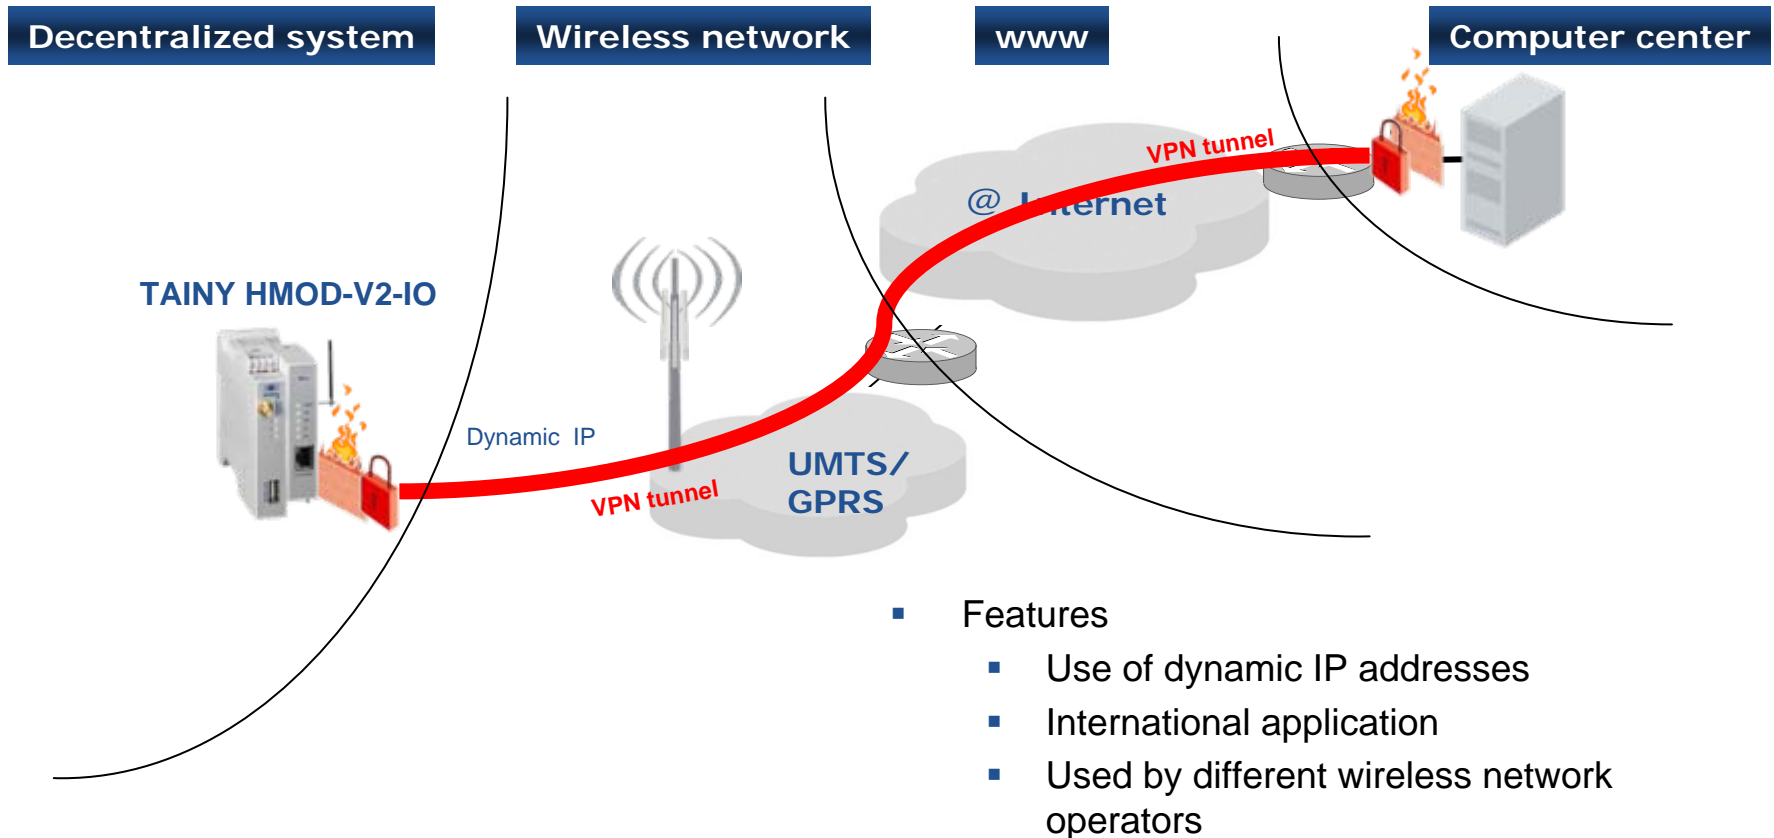 Decentralized system
Wireless network
www
Computer center
VPN tunnel
@ Internet
TAINY HMOD-V2-IO
Dynamic IP
VPN tunnel
UMTS/
GPRS
Features
Use of dynamic IP addresses
International application
Used by different wireless network
operators